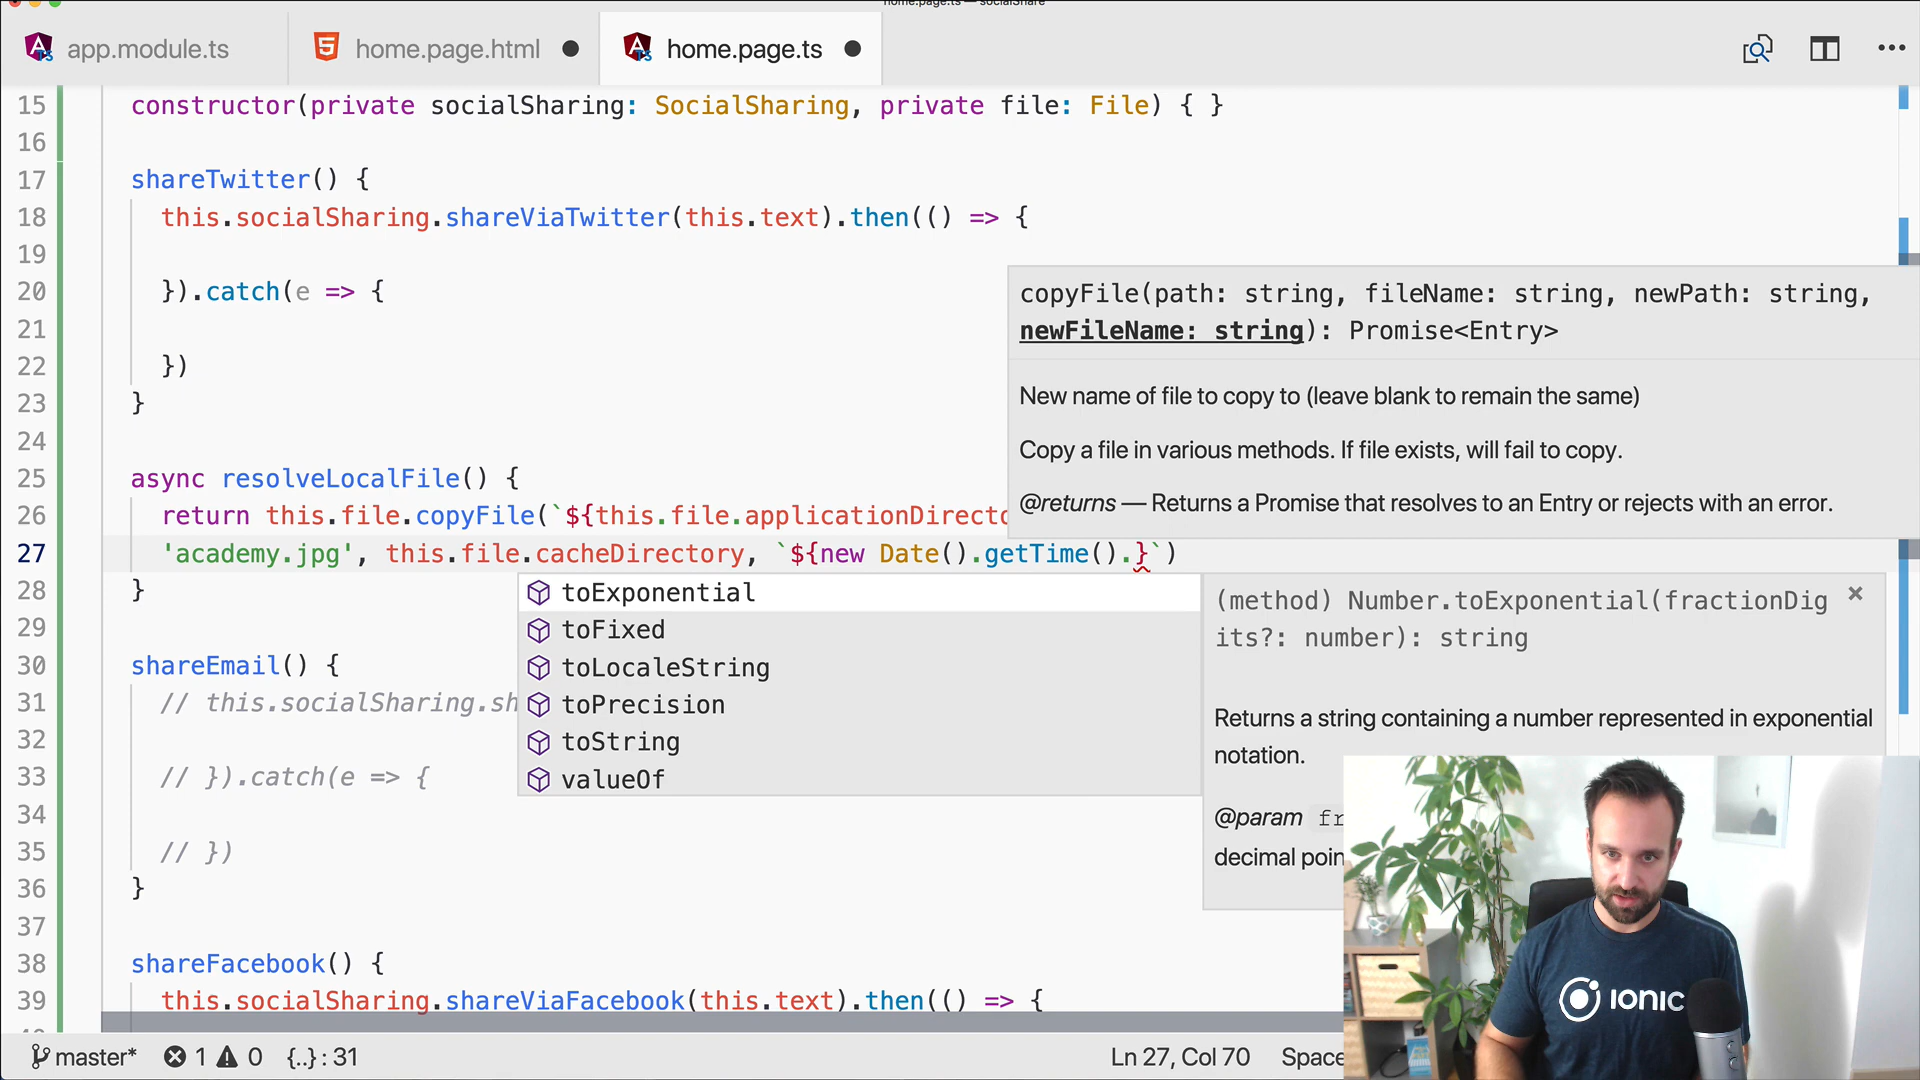 home.page.ts — socialShare
app.module.ts
home.page.html
home.page.ts
15 constructor(private socialSharing: SocialSharing, private file: File) { }
16
17 shareTwitter() {
18 this.socialSharing.shareViaTwitter(this.text).then(() => {
19
20 }).catch(e => {
21
22 })
23 }
24
25 async resolveLocalFile() {
26 return this.file.copyFile(`${this.file.applicationDirecto
27 'academy.jpg', this.file.cacheDirectory, `${new Date().getTime().}`)
28 }
29
30 shareEmail() {
31 // this.socialSharing.sh
32
33 // }).catch(e => {
34
35 // })
36 }
37
38 shareFacebook() {
39 this.socialSharing.shareViaFacebook(this.text).then(() => {
copyFile(path: string, fileName: string, newPath: string,
newFileName: string): Promise<Entry>
New name of file to copy to (leave blank to remain the same)
Copy a file in various methods. If file exists, will fail to copy.
@returns — Returns a Promise that resolves to an Entry or rejects with an error.
toExponential
toFixed
toLocaleString
toPrecision
toString
valueOf
(method) Number.toExponential(fractionDig
its?: number): string
Returns a string containing a number represented in exponential
notation.
@param fr
decimal poin
ionic
master* 1 0 {..} : 31 Ln 27, Col 70 Space